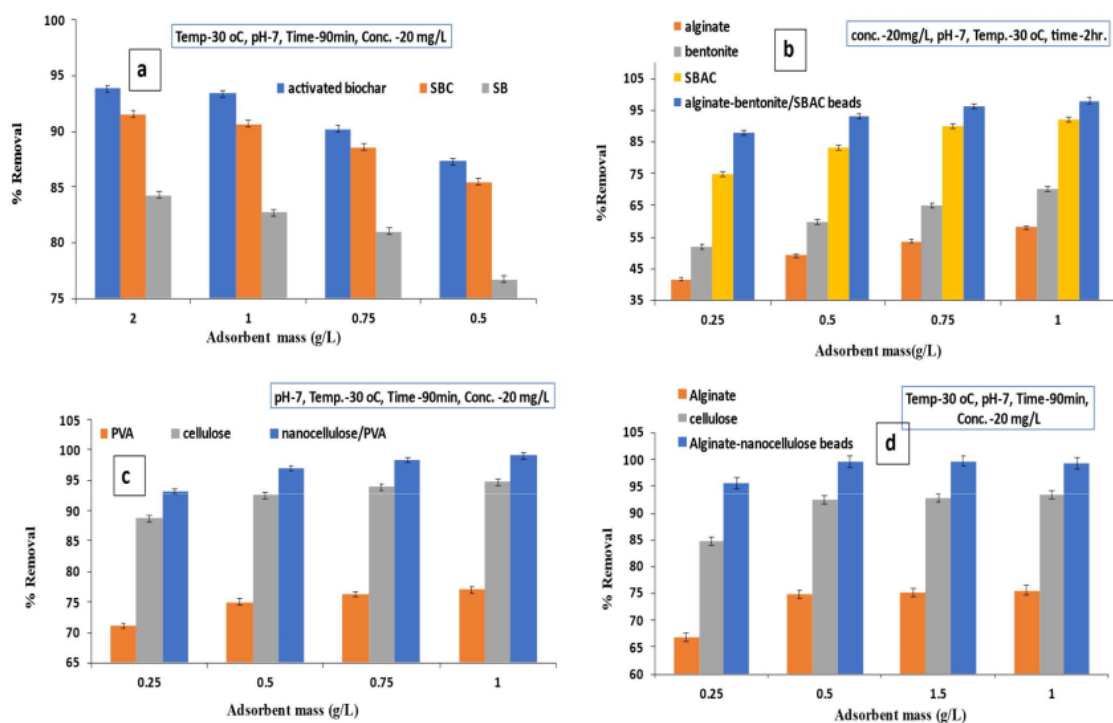 Temp-30 oC, pH-7, Time-90min, Conc. -20 mg/L
a
activated biochar SBC SB
% Removal
100
95
90
85
80
75
2 1 0.75 0.5
Adsorbent mass (g/L)
alginate
bentonite
SBAC
alginate-bentonite/SBAC beads
b
conc. -20mg/L, pH-7, Temp.-30 oC, time-2hr.
%Removal
105
95
85
75
65
55
45
35
0.25 0.5 0.75 1
Adsorbent mass(g/L)
pH-7, Temp.-30 oC, Time-90min, Conc. -20 mg/L
PVA cellulose nanocellulose/PVA
c
% Removal
105
100
95
90
85
80
75
70
65
0.25 0.5 0.75 1
Adsorbent mass (g/L)
Alginate
cellulose
Alginate-nanocellulose beads
Temp-30 oC, pH-7, Time-90min,
Conc. -20 mg/L
d
% Removal
105
100
95
90
85
80
75
70
65
60
0.25 0.5 1.5 1
Adsorbent mass (g/L)